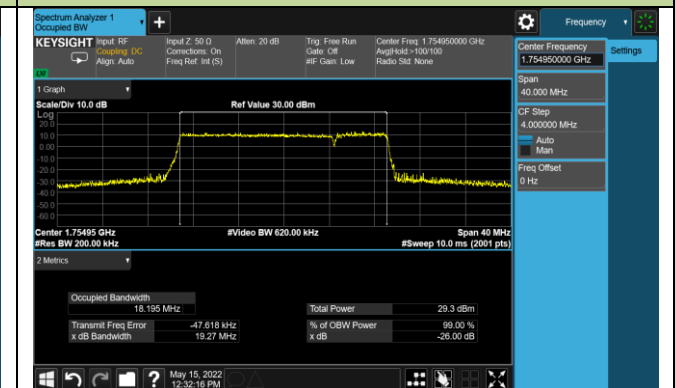 Spectrum Analyzer 1
Occupied BW
Frequency
KEYSIGHT Input: RF
Coupling: DC
Align: Auto
Input Z: 50 Ω
Corrections: On
Freq Ref: Int (S)
Atten: 20 dB
Trig: Free Run
Gate: Off
#IF Gain: Low
Center Freq: 1.754950000 GHz
Avg|Hold:>100/100
Radio Std: None
Center Frequency
1.754950000 GHz
Settings
Span
40.000 MHz
CF Step
4.000000 MHz
Auto
Man
Freq Offset
0 Hz
1 Graph
Scale/Div 10.0 dB
Ref Value 30.00 dBm
Log
20.0
10.0
0.00
-10.0
-20.0
-30.0
-40.0
-50.0
-60.0
Center 1.75495 GHz
#Video BW 620.00 kHz
Span 40 MHz
#Res BW 200.00 kHz
#Sweep 10.0 ms (2001 pts)
2 Metrics
Occupied Bandwidth
18.195 MHz
Total Power 29.3 dBm
Transmit Freq Error -47.618 kHz
% of OBW Power 99.00 %
x dB Bandwidth 19.27 MHz
x dB -26.00 dB
?
May 15, 2022
12:32:16 PM